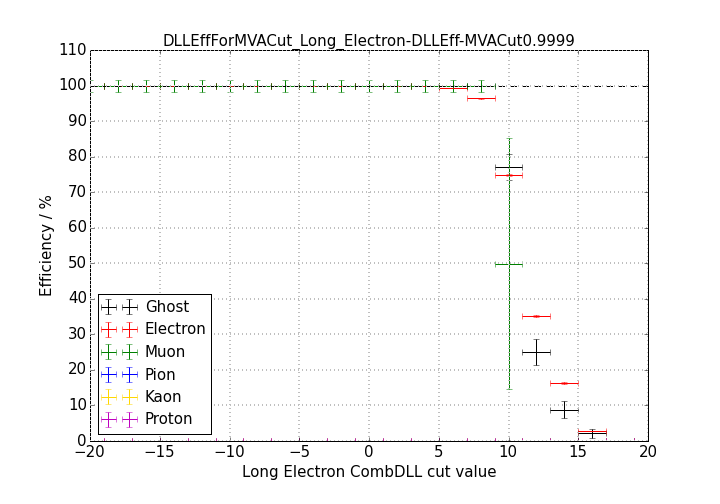 DLLEffForMVACut_Long_Electron-DLLEff-MVACut0.9999
110
100
90
80
70
60
50
40
30
20
10
0
Efficiency / %
Ghost
Electron
Muon
Pion
Kaon
Proton
−20 −15 −10 −5 0 5 10 15 20
Long Electron CombDLL cut value